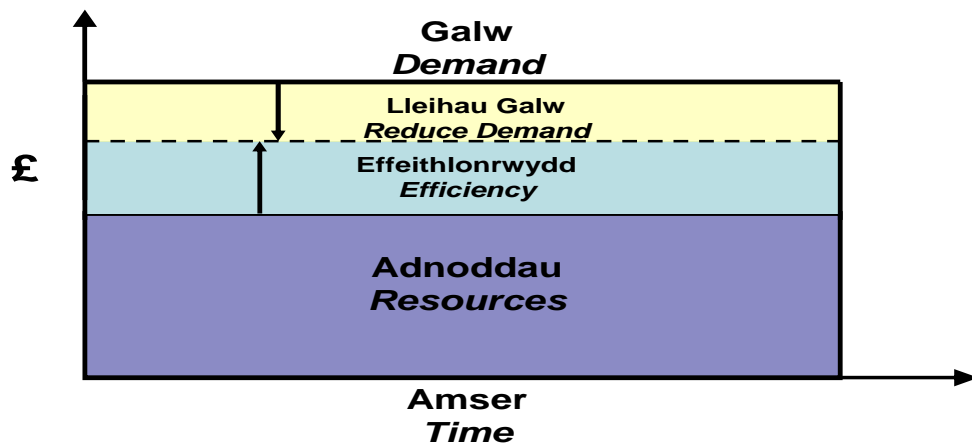 Galw
Demand
Lleihau Galw
Reduce Demand
£
Effeithlonrwydd
Efficiency
Adnoddau
Resources
Amser
Time